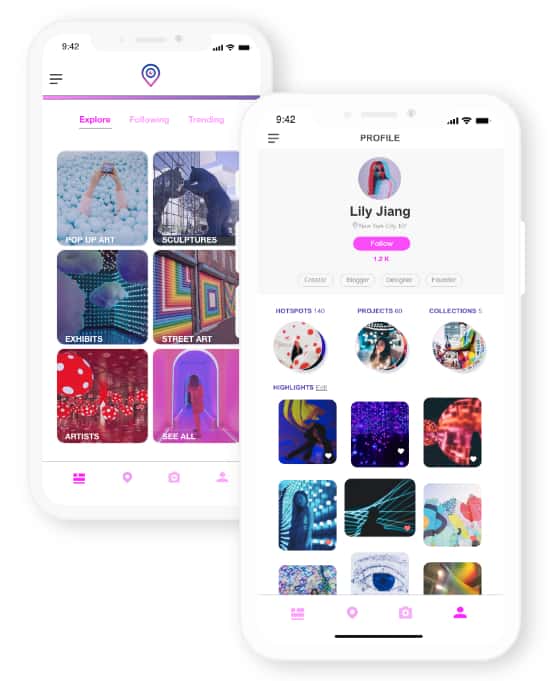 9:42
Explore Following Trending
POP UP ART SCULPTURES
EXHIBITS STREET ART
ARTISTS SEE ALL
9:42
PROFILE
Lily Jiang
New York City, NY
Follow
1.2 K
Creator Blogger Designer Founder
HOTSPOTS 140 PROJECTS 60 COLLECTIONS 5
HIGHLIGHTS Edit